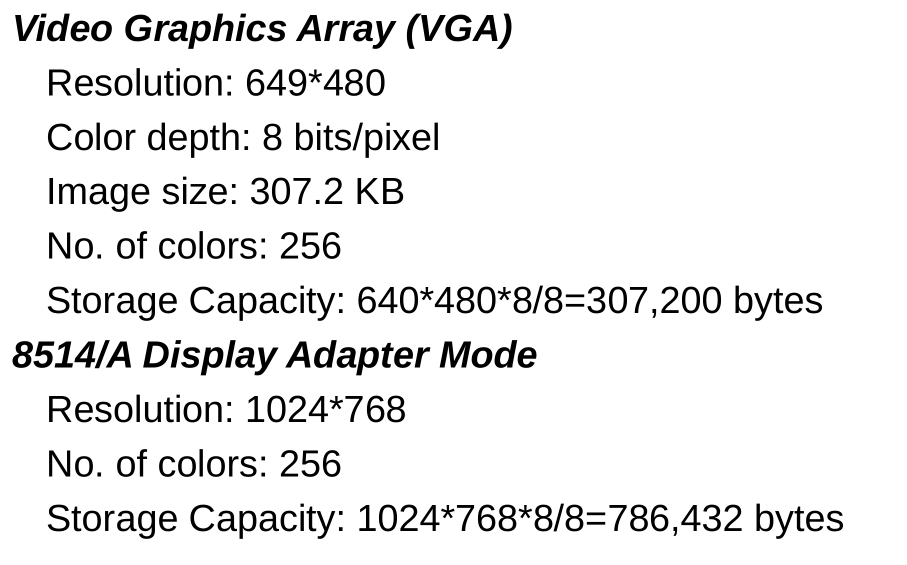 Video Graphics Array (VGA)
Resolution: 649*480
Color depth: 8 bits/pixel
Image size: 307.2 KB
No. of colors: 256
Storage Capacity: 640*480*8/8=307,200 bytes
8514/A Display Adapter Mode
Resolution: 1024*768
No. of colors: 256
Storage Capacity: 1024*768*8/8=786,432 bytes